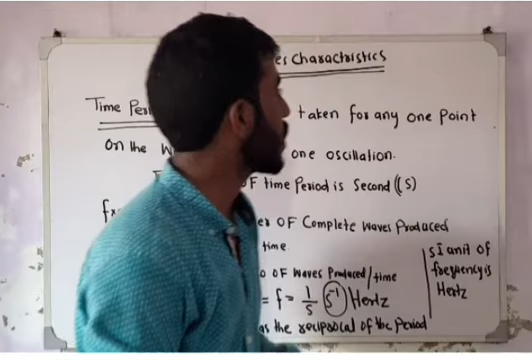 es Characteristics
Time Peri taken for any one Point
On the W one oscillation.
OF time Period is Second (S)
er OF Complete waves Produced
time.
o OF Waves Produced/time
= f = 1/s (s⁻¹) Hertz
as the reciprocal of the Period
SI unit of
frequency is
Hertz